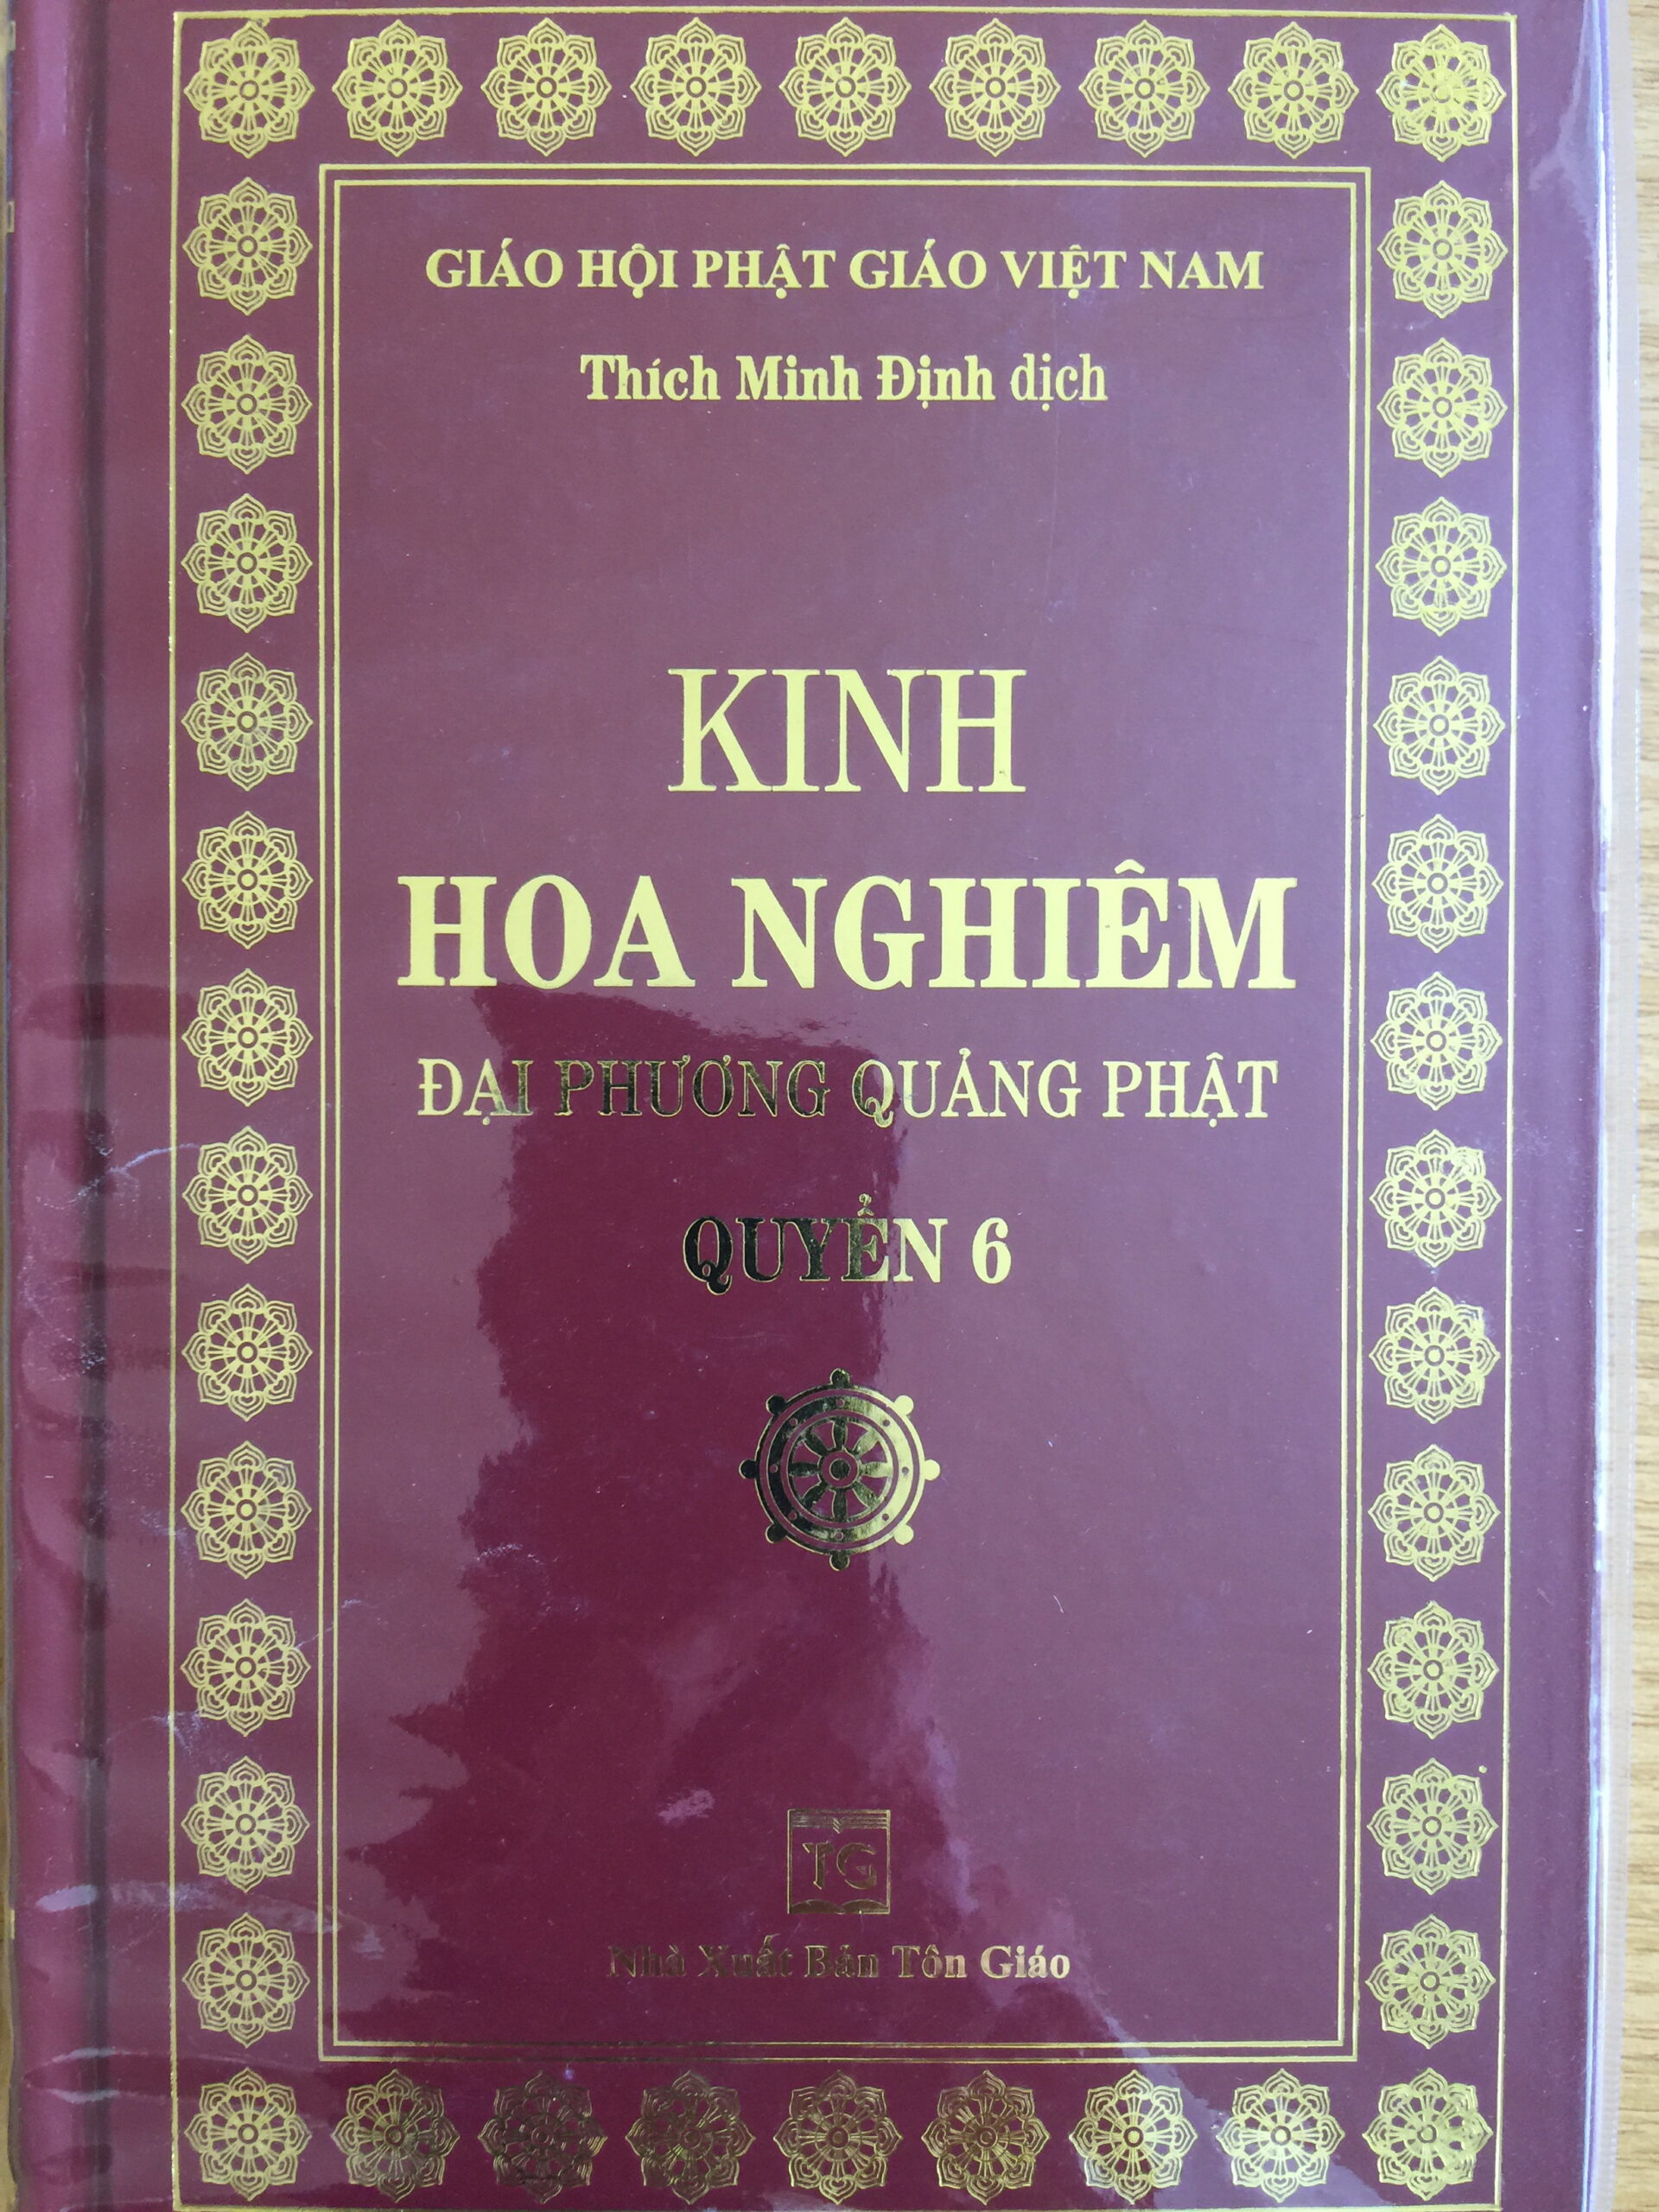 GIÁO HỘI PHẬT GIÁO VIỆT NAM
Thích Minh Định dịch
KINH
HOA NGHIÊM
ĐẠI PHƯƠNG QUẢNG PHẬT
QUYỂN 6
TG
Nhà Xuất Bản Tôn Giáo